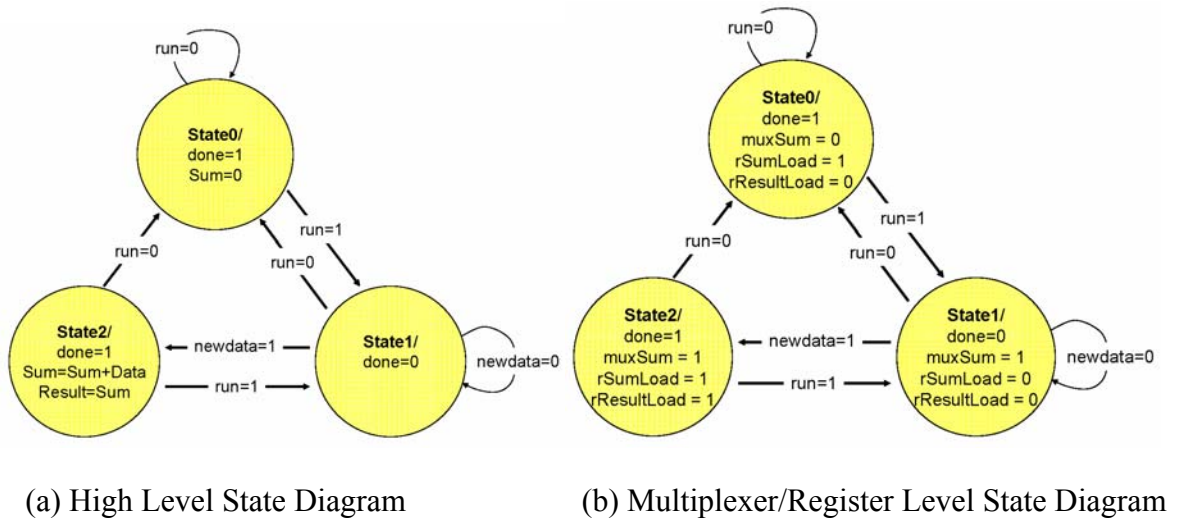 run=0
State0/
done=1
Sum=0
run=1
run=0
run=0
State2/
done=1
Sum=Sum+Data
Result=Sum
newdata=1
run=1
State1/
done=0
newdata=0
(a) High Level State Diagram
run=0
State0/
done=1
muxSum = 0
rSumLoad = 1
rResultLoad = 0
run=1
run=0
run=0
State2/
done=1
muxSum = 1
rSumLoad = 1
rResultLoad = 1
newdata=1
run=1
State1/
done=0
muxSum = 1
rSumLoad = 0
rResultLoad = 0
newdata=0
(b) Multiplexer/Register Level State Diagram